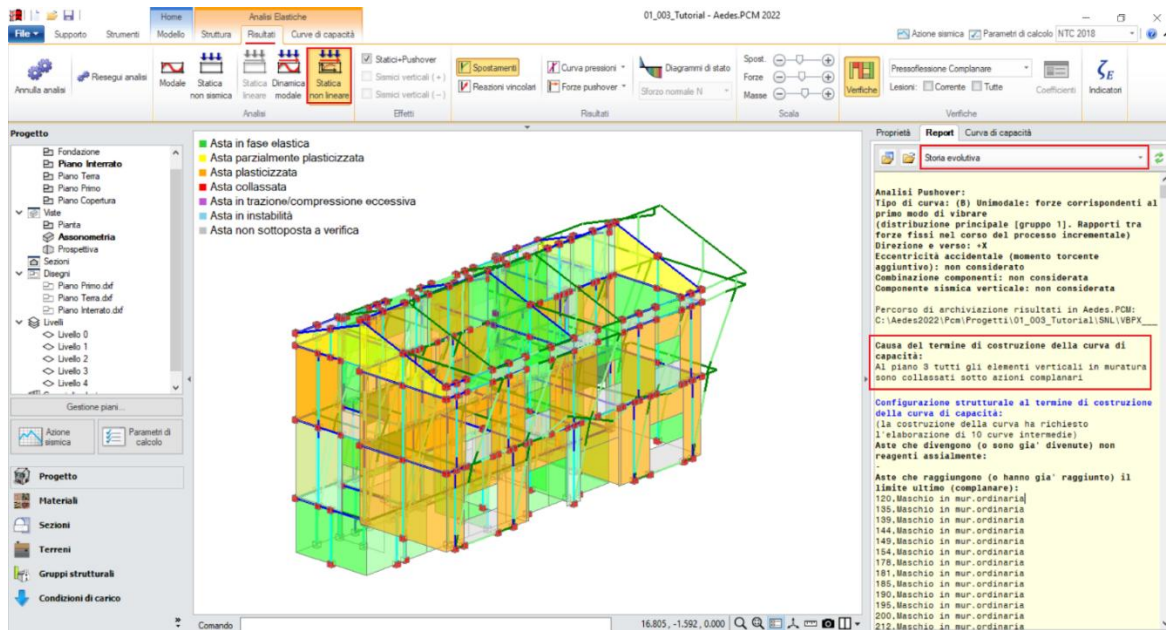 Home
Analisi Elastiche
01_003_Tutorial - Aedes.PCM 2022
File
Supporto
Strumenti
Modello
Struttura
Risultati
Curve di capacità
Azione sismica
Parametri di calcolo
NTC 2018
Annulla analisi
Riesegui analisi
Modale
Statica non sismica
Statica lineare
Dinamica modale
Statica non lineare
Analisi
Statici+Pushover
Sismici verticali (+)
Sismici verticali (-)
Effetti
Spostamenti
Reazioni vincolari
Curva pressioni
Forze pushover
Diagrammi di stato
Sforzo normale N
Risultati
Spost.
Forze
Masse
Scala
Verifiche
Pressoflessione Complanare
Lesioni:
Corrente
Tutte
Coefficienti
Verifiche
ζE
Indicatori
Progetto
Fondazione
Piano Interrato
Piano Terra
Piano Primo
Piano Copertura
Viste
Pianta
Assonometria
Prospettiva
Sezioni
Disegni
Piano Primo.dxf
Piano Terra.dxf
Piano Interrato.dxf
Livelli
Livello 0
Livello 1
Livello 2
Livello 3
Livello 4
Gestione piani...
Azione sismica
Parametri di calcolo
Progetto
Materiali
Sezioni
Terreni
Gruppi strutturali
Condizioni di carico
Asta in fase elastica
Asta parzialmente plasticizzata
Asta plasticizzata
Asta collassata
Asta in trazione/compressione eccessiva
Asta in instabilità
Asta non sottoposta a verifica
Comando
16.805, -1.592, 0.000
Proprietà
Report
Curva di capacità
Storia evolutiva
Analisi Pushover:
Tipo di curva: (B) Unimodale: forze corrispondenti al
primo modo di vibrare
(distribuzione principale [gruppo 1]. Rapporti tra
forze fissi nel corso del processo incrementale)
Direzione e verso: +X
Eccentricità accidentale (momento torcente
aggiuntivo): non considerato
Combinazione componenti: non considerata
Componente sismica verticale: non considerata
Percorso di archiviazione risultati in Aedes.PCM:
C:\Aedes2022\Pcm\Progetti\01_003_Tutorial\SNL\VBPX___
Causa del termine di costruzione della curva di
capacità:
Al piano 3 tutti gli elementi verticali in muratura
sono collassati sotto azioni complanari
Configurazione strutturale al termine di costruzione
della curva di capacità:
(la costruzione della curva ha richiesto
l'elaborazione di 10 curve intermedie)
Aste che divengono (o sono gia' divenute) non
reagenti assialmente:
-
Aste che raggiungono (o hanno gia' raggiunto) il
limite ultimo (complanare):
120,Maschio in mur.ordinaria
135,Maschio in mur.ordinaria
139,Maschio in mur.ordinaria
144,Maschio in mur.ordinaria
149,Maschio in mur.ordinaria
154,Maschio in mur.ordinaria
178,Maschio in mur.ordinaria
181,Maschio in mur.ordinaria
185,Maschio in mur.ordinaria
190,Maschio in mur.ordinaria
195,Maschio in mur.ordinaria
200,Maschio in mur.ordinaria
212,Maschio in mur.ordinaria